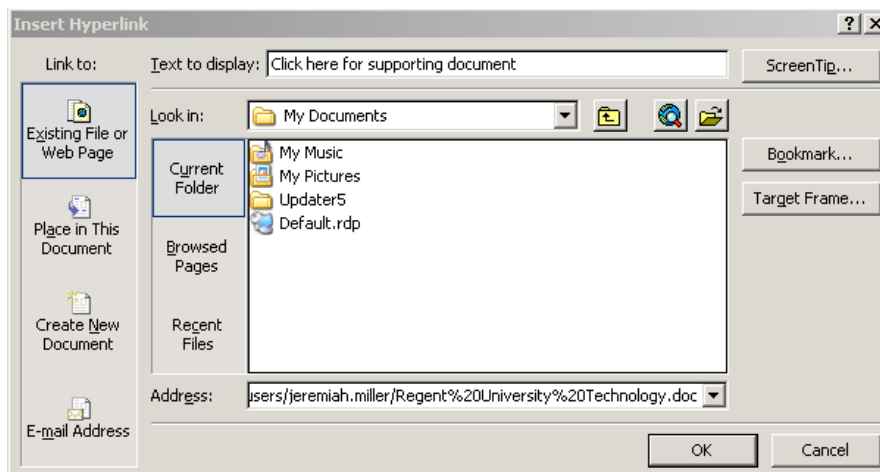 Insert Hyperlink
Link to:
Text to display: Click here for supporting document
ScreenTip...
Existing File or
Web Page
Place in This
Document
Create New
Document
E-mail Address
Look in: My Documents
Current
Folder
Browsed
Pages
Recent
Files
My Music
My Pictures
Updater5
Default.rdp
Bookmark...
Target Frame...
Address: users/jeremiah.miller/Regent%20University%20Technology.doc
OK
Cancel